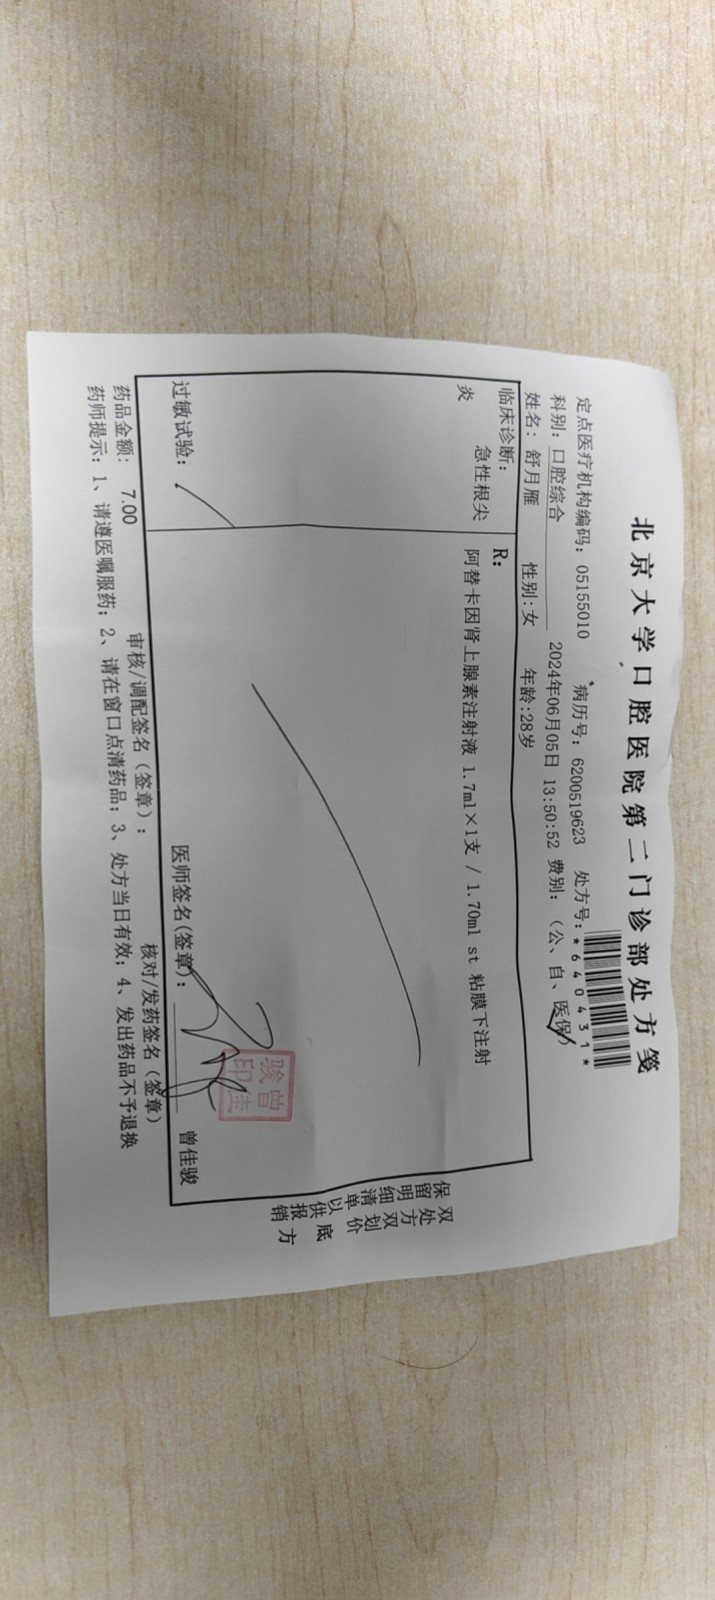 北京大学口腔医院第二门诊部处方笺
定点医疗机构编码：05155010 病历号：6200519623 处方号：*640431*
科别：口腔综合 2024年06月05日 13:50:52 费别：（公、自、医保）
姓名：舒月雁 性别:女 年龄:28岁
临床诊断：
急性根尖
炎
R：
阿替卡因肾上腺素注射液 1.7ml×1支 / 1.70ml st 粘膜下注射
过敏试验：
医师签名(签章)： 曾佳骏
曾佳骏印
药品金额： 7.00 审核/调配签名（签章）： 核对/发药签名（签章）
药师提示：1、请遵医嘱服药；2、请在窗口点清药品；3、处方当日有效；4、发出药品不予退换
双处方划价底方
保留明细清单以供报销